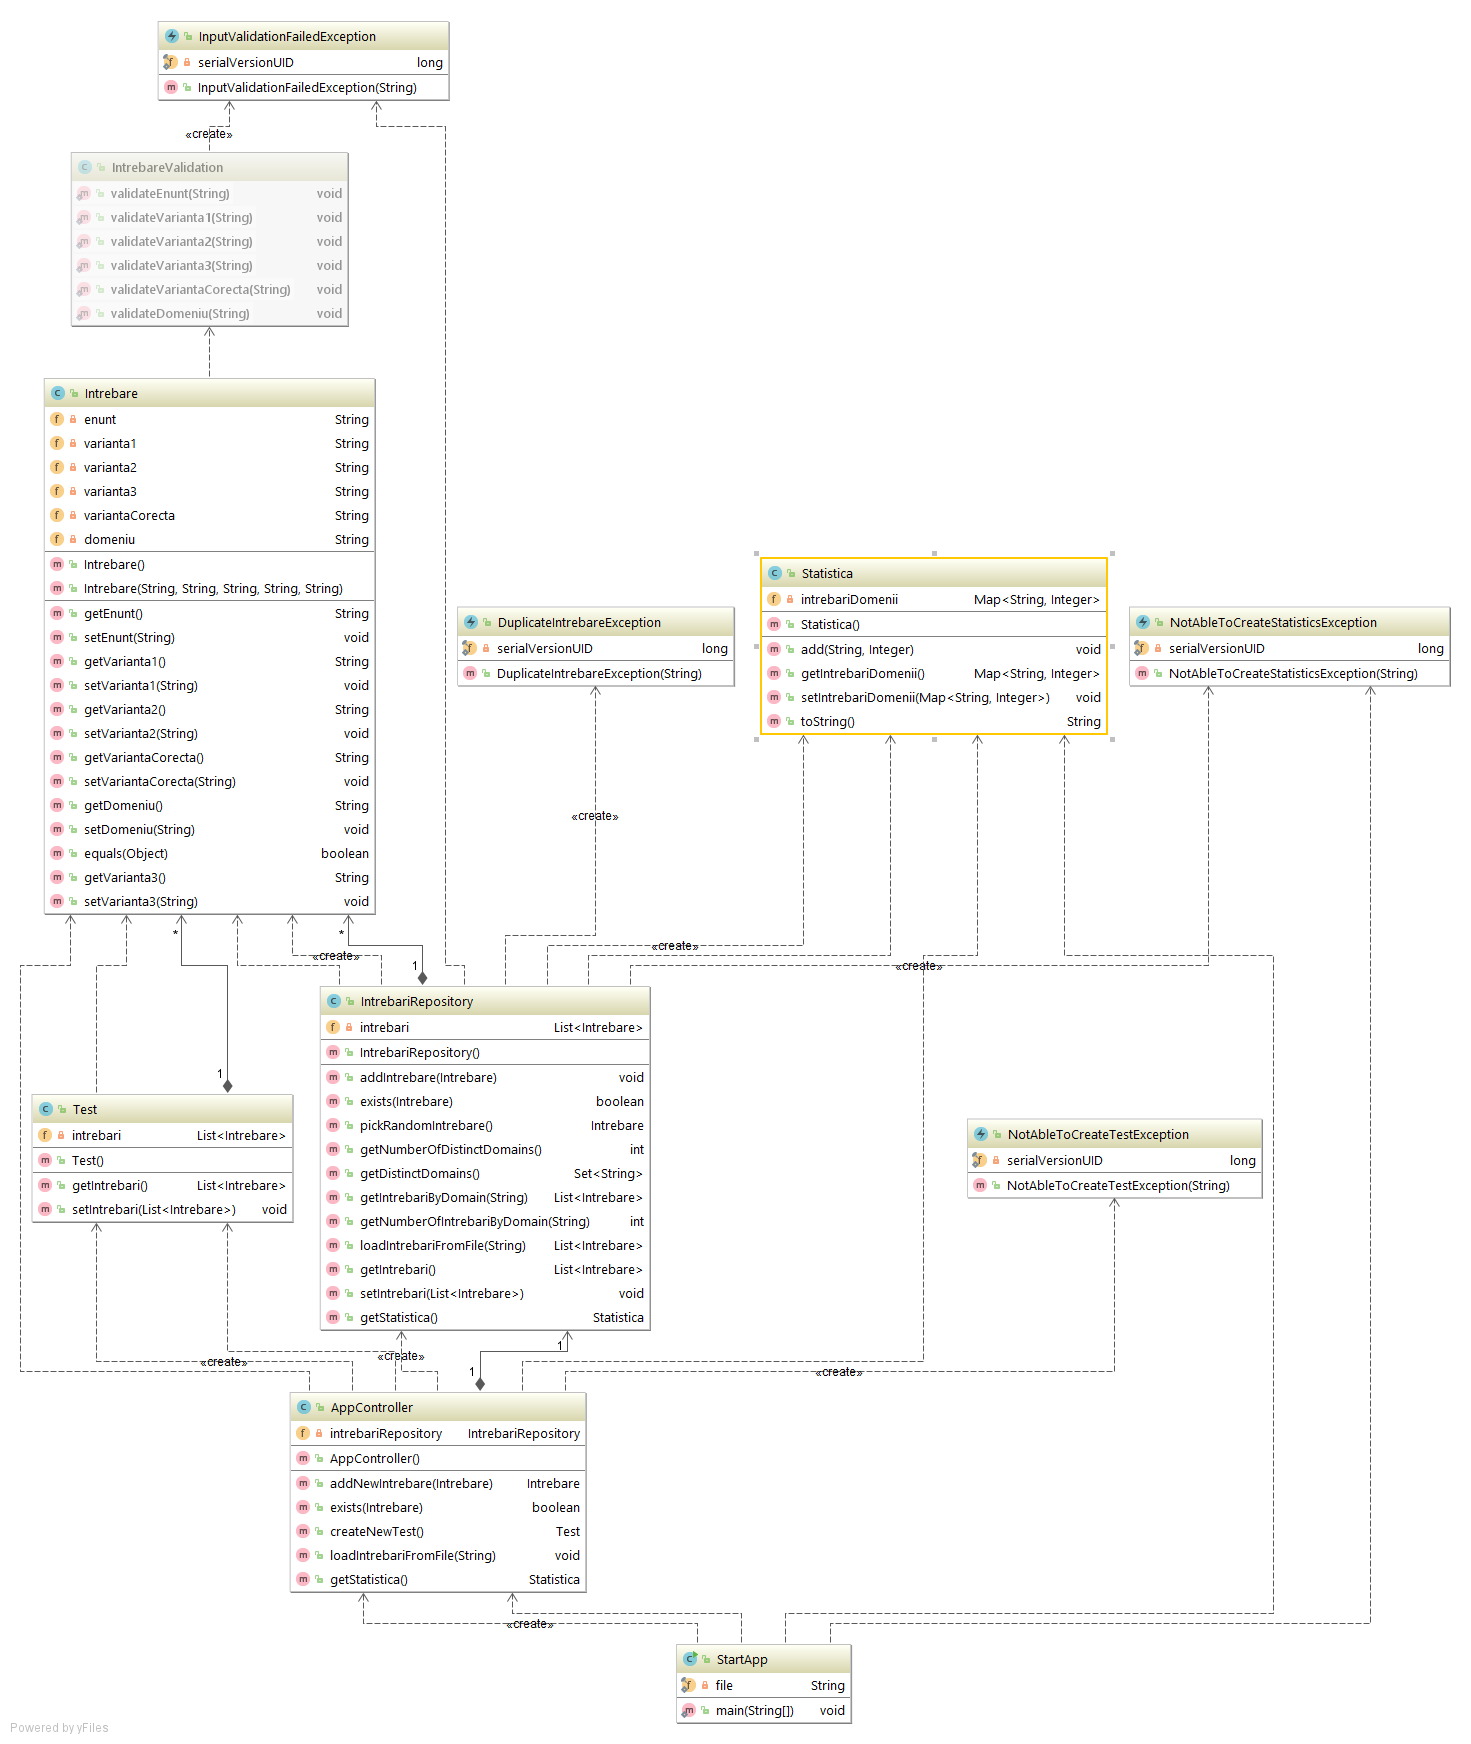 InputValidationFailedException
serialVersionUID long
InputValidationFailedException(String)
«create»
IntrebareValidation
validateEnunt(String) void
validateVarianta1(String) void
validateVarianta2(String) void
validateVarianta3(String) void
validateVariantaCorecta(String) void
validateDomeniu(String) void
Intrebare
enunt String
varianta1 String
varianta2 String
varianta3 String
variantaCorecta String
domeniu String
Intrebare()
Intrebare(String, String, String, String, String)
getEnunt() String
setEnunt(String) void
getVarianta1() String
setVarianta1(String) void
getVarianta2() String
setVarianta2(String) void
getVariantaCorecta() String
setVariantaCorecta(String) void
getDomeniu() String
setDomeniu(String) void
equals(Object) boolean
getVarianta3() String
setVarianta3(String) void
DuplicateIntrebareException
serialVersionUID long
DuplicateIntrebareException(String)
Statistica
intrebariDomenii Map<String, Integer>
Statistica()
add(String, Integer) void
getIntrebariDomenii() Map<String, Integer>
setIntrebariDomenii(Map<String, Integer>) void
toString() String
NotAbleToCreateStatisticsException
serialVersionUID long
NotAbleToCreateStatisticsException(String)
«create»
*
*
«create»
«create»
«create»
1
1
IntrebariRepository
intrebari List<Intrebare>
IntrebariRepository()
addIntrebare(Intrebare) void
exists(Intrebare) boolean
pickRandomIntrebare() Intrebare
getNumberOfDistinctDomains() int
getDistinctDomains() Set<String>
getIntrebariByDomain(String) List<Intrebare>
getNumberOfIntrebariByDomain(String) int
loadIntrebariFromFile(String) List<Intrebare>
getIntrebari() List<Intrebare>
setIntrebari(List<Intrebare>) void
getStatistica() Statistica
Test
intrebari List<Intrebare>
Test()
getIntrebari() List<Intrebare>
setIntrebari(List<Intrebare>) void
NotAbleToCreateTestException
serialVersionUID long
NotAbleToCreateTestException(String)
1
«create»
«create»
1
«create»
AppController
intrebariRepository IntrebariRepository
AppController()
addNewIntrebare(Intrebare) Intrebare
exists(Intrebare) boolean
createNewTest() Test
loadIntrebariFromFile(String) void
getStatistica() Statistica
«create»
StartApp
file String
main(String[]) void
Powered by yFiles